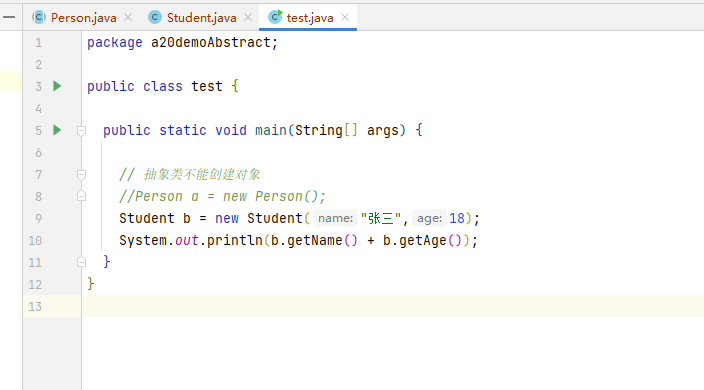 Person.java Student.java test.java
1 package a20demoAbstract;
2
3 public class test {
4
5 public static void main(String[] args) {
6
7 // 抽象类不能创建对象
8 //Person a = new Person();
9 Student b = new Student( name: "张三", age: 18);
10 System.out.println(b.getName() + b.getAge());
11 }
12 }
13